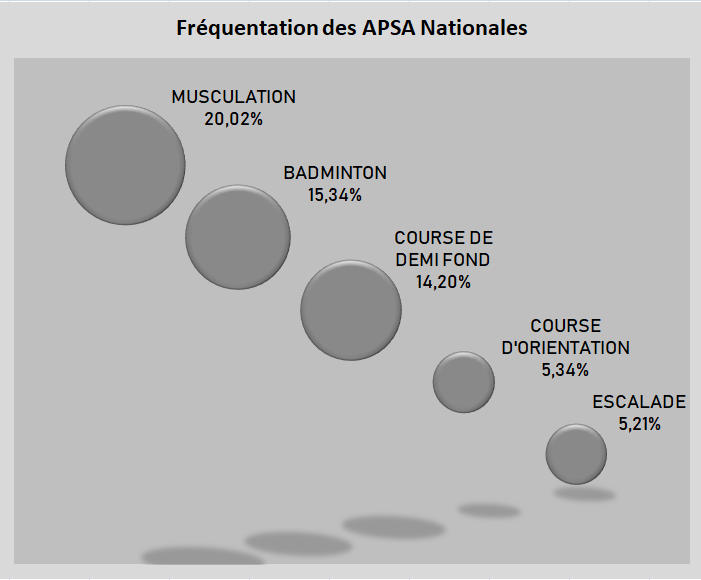 Fréquentation des APSA Nationales
MUSCULATION
20,02%
BADMINTON
15,34%
COURSE DE
DEMI FOND
14,20%
COURSE
D'ORIENTATION
5,34%
ESCALADE
5,21%